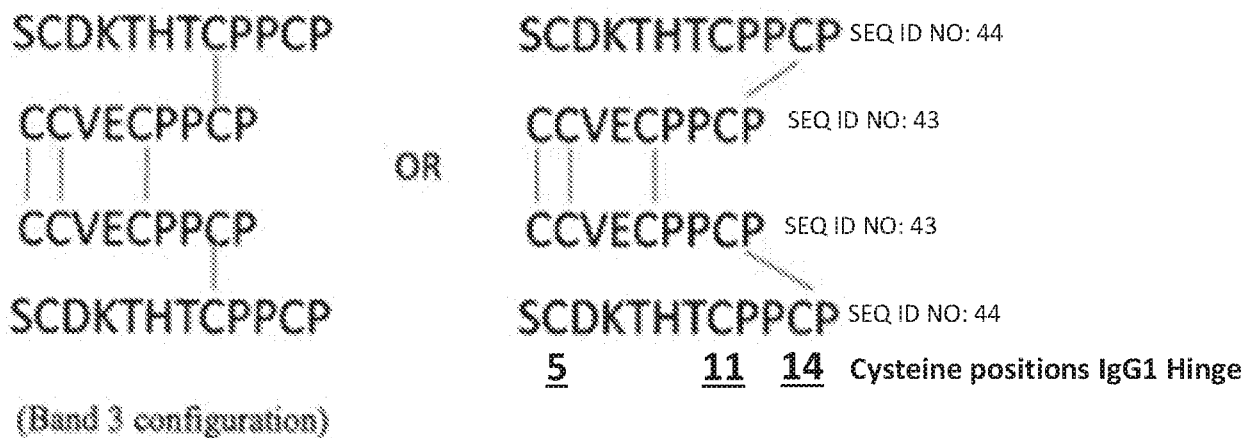 SCDKTHTCPPCP SCDKTHTCPPCP SEQ ID NO: 44
CCVECPPCP CCVECPPCP SEQ ID NO: 43
OR
CCVECPPCP CCVECPPCP SEQ ID NO: 43
SCDKTHTCPPCP SCDKTHTCPPCP SEQ ID NO: 44
5 11 14 Cysteine positions IgG1 Hinge
(Band 3 configuration)